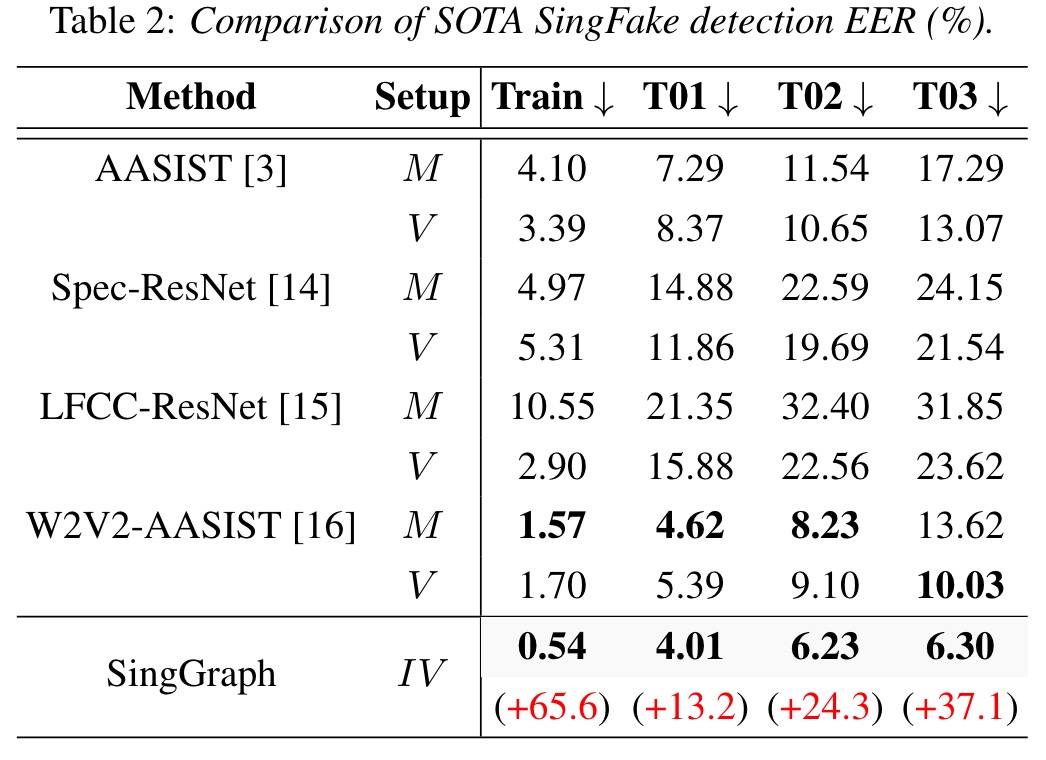 Table 2: Comparison of SOTA SingFake detection EER (%).
Method Setup Train ↓ T01 ↓ T02 ↓ T03 ↓
AASIST [3] M 4.10 7.29 11.54 17.29
V 3.39 8.37 10.65 13.07
Spec-ResNet [14] M 4.97 14.88 22.59 24.15
V 5.31 11.86 19.69 21.54
LFCC-ResNet [15] M 10.55 21.35 32.40 31.85
V 2.90 15.88 22.56 23.62
W2V2-AASIST [16] M 1.57 4.62 8.23 13.62
V 1.70 5.39 9.10 10.03
SingGraph IV 0.54 4.01 6.23 6.30
(+65.6) (+13.2) (+24.3) (+37.1)